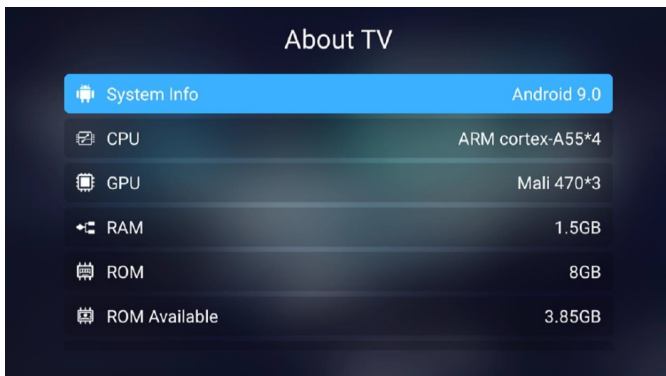 About TV
System Info Android 9.0
CPU ARM cortex-A55*4
GPU Mali 470*3
RAM 1.5GB
ROM 8GB
ROM Available 3.85GB